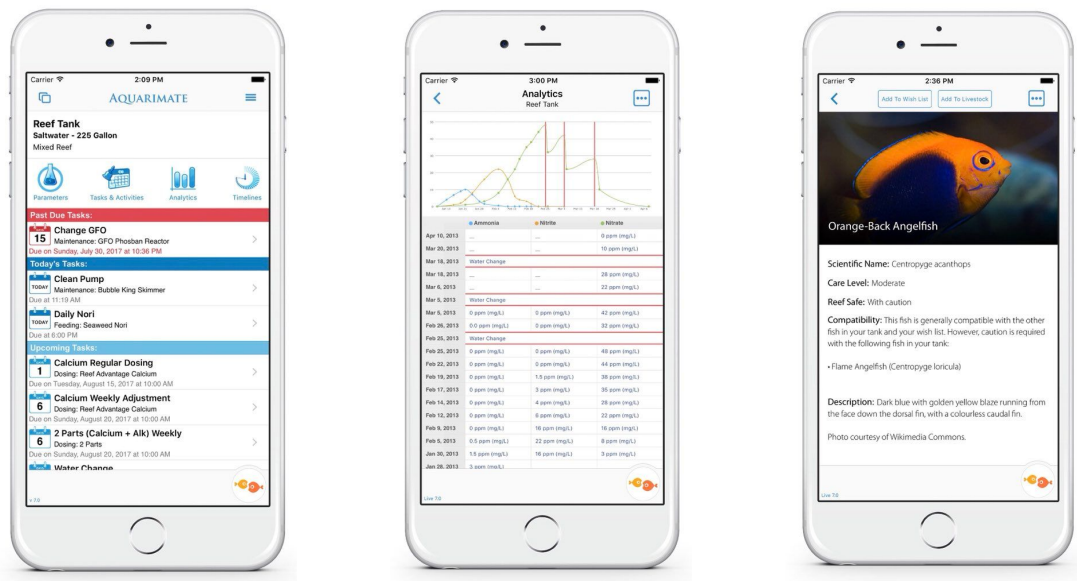 Carrier 2:09 PM
AQUARIMATE
Reef Tank
Saltwater - 225 Gallon
Mixed Reef
Parameters Tasks & Activities Analytics Timelines
Past Due Tasks:
15 Change GFO
Maintenance: GFO Phosban Reactor
Due on Sunday, July 30, 2017 at 10:36 PM
Today's Tasks:
TODAY Clean Pump
Maintenance: Bubble King Skimmer
Due at 11:19 AM
TODAY Daily Nori
Feeding: Seaweed Nori
Due at 6:00 PM
Upcoming Tasks:
1 Calcium Regular Dosing
Dosing: Reef Advantage Calcium
Due on Tuesday, August 15, 2017 at 10:00 AM
6 Calcium Weekly Adjustment
Dosing: Reef Advantage Calcium
Due on Sunday, August 20, 2017 at 10:00 AM
6 2 Parts (Calcium + Alk) Weekly
Dosing: 2 Parts
Due on Sunday, August 20, 2017 at 10:00 AM
Water Change
Carrier 3:00 PM
Analytics
Reef Tank
Ammonia Nitrite Nitrate
Apr 10, 2013 ... ... 0 ppm (mg/L)
Mar 20, 2013 ... ... 10 ppm (mg/L)
Mar 18, 2013 Water Change
Mar 18, 2013 ... ... 28 ppm (mg/L)
Mar 6, 2013 ... ... 22 ppm (mg/L)
Mar 5, 2013 Water Change
Mar 5, 2013 0 ppm (mg/L) 0 ppm (mg/L) 42 ppm (mg/L)
Feb 26, 2013 0.0 ppm (mg/L) 0 ppm (mg/L) 32 ppm (mg/L)
Feb 25, 2013 Water Change
Feb 25, 2013 0 ppm (mg/L) 0 ppm (mg/L) 48 ppm (mg/L)
Feb 22, 2013 0 ppm (mg/L) 0 ppm (mg/L) 44 ppm (mg/L)
Feb 19, 2013 0 ppm (mg/L) 1.5 ppm (mg/L) 38 ppm (mg/L)
Feb 17, 2013 0 ppm (mg/L) 3 ppm (mg/L) 35 ppm (mg/L)
Feb 14, 2013 0 ppm (mg/L) 4 ppm (mg/L) 28 ppm (mg/L)
Feb 12, 2013 0 ppm (mg/L) 6 ppm (mg/L) 22 ppm (mg/L)
Feb 9, 2013 0 ppm (mg/L) 16 ppm (mg/L) 16 ppm (mg/L)
Feb 5, 2013 0.5 ppm (mg/L) 22 ppm (mg/L) 8 ppm (mg/L)
Jan 30, 2013 1.5 ppm (mg/L) 16 ppm (mg/L) 3 ppm (mg/L)
Jan 28, 2013 3 ppm (mg/L)
Live 7.0
Carrier 2:36 PM
Add To Wish List Add To Livestock
Orange-Back Angelfish
Scientific Name: Centropyge acanthops
Care Level: Moderate
Reef Safe: With caution
Compatibility: This fish is generally compatible with the other
fish in your tank and your wish list. However, caution is required
with the following fish in your tank:
• Flame Angelfish (Centropyge loricula)
Description: Dark blue with golden yellow blaze running from
the face down the dorsal fin, with a colourless caudal fin.
Photo courtesy of Wikimedia Commons.
Live 7.0